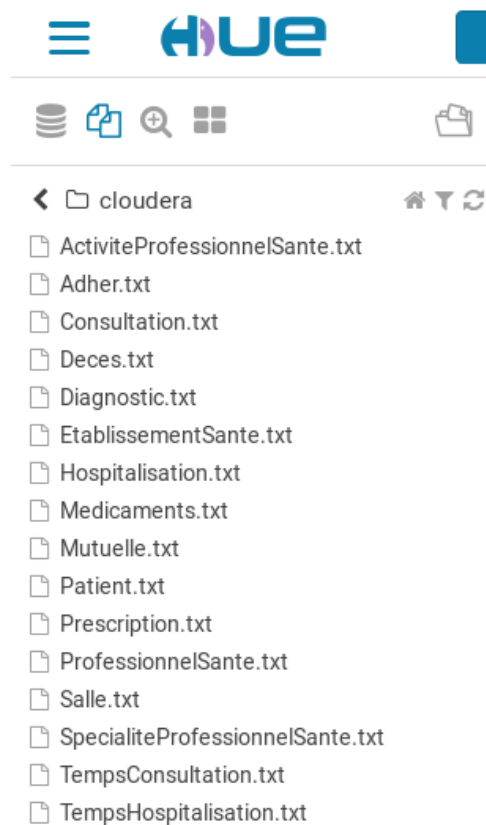 HUE
cloudera
ActiviteProfessionnelSante.txt
Adher.txt
Consultation.txt
Deces.txt
Diagnostic.txt
EtablissementSante.txt
Hospitalisation.txt
Medicaments.txt
Mutuelle.txt
Patient.txt
Prescription.txt
ProfessionnelSante.txt
Salle.txt
SpecialiteProfessionnelSante.txt
TempsConsultation.txt
TempsHospitalisation.txt